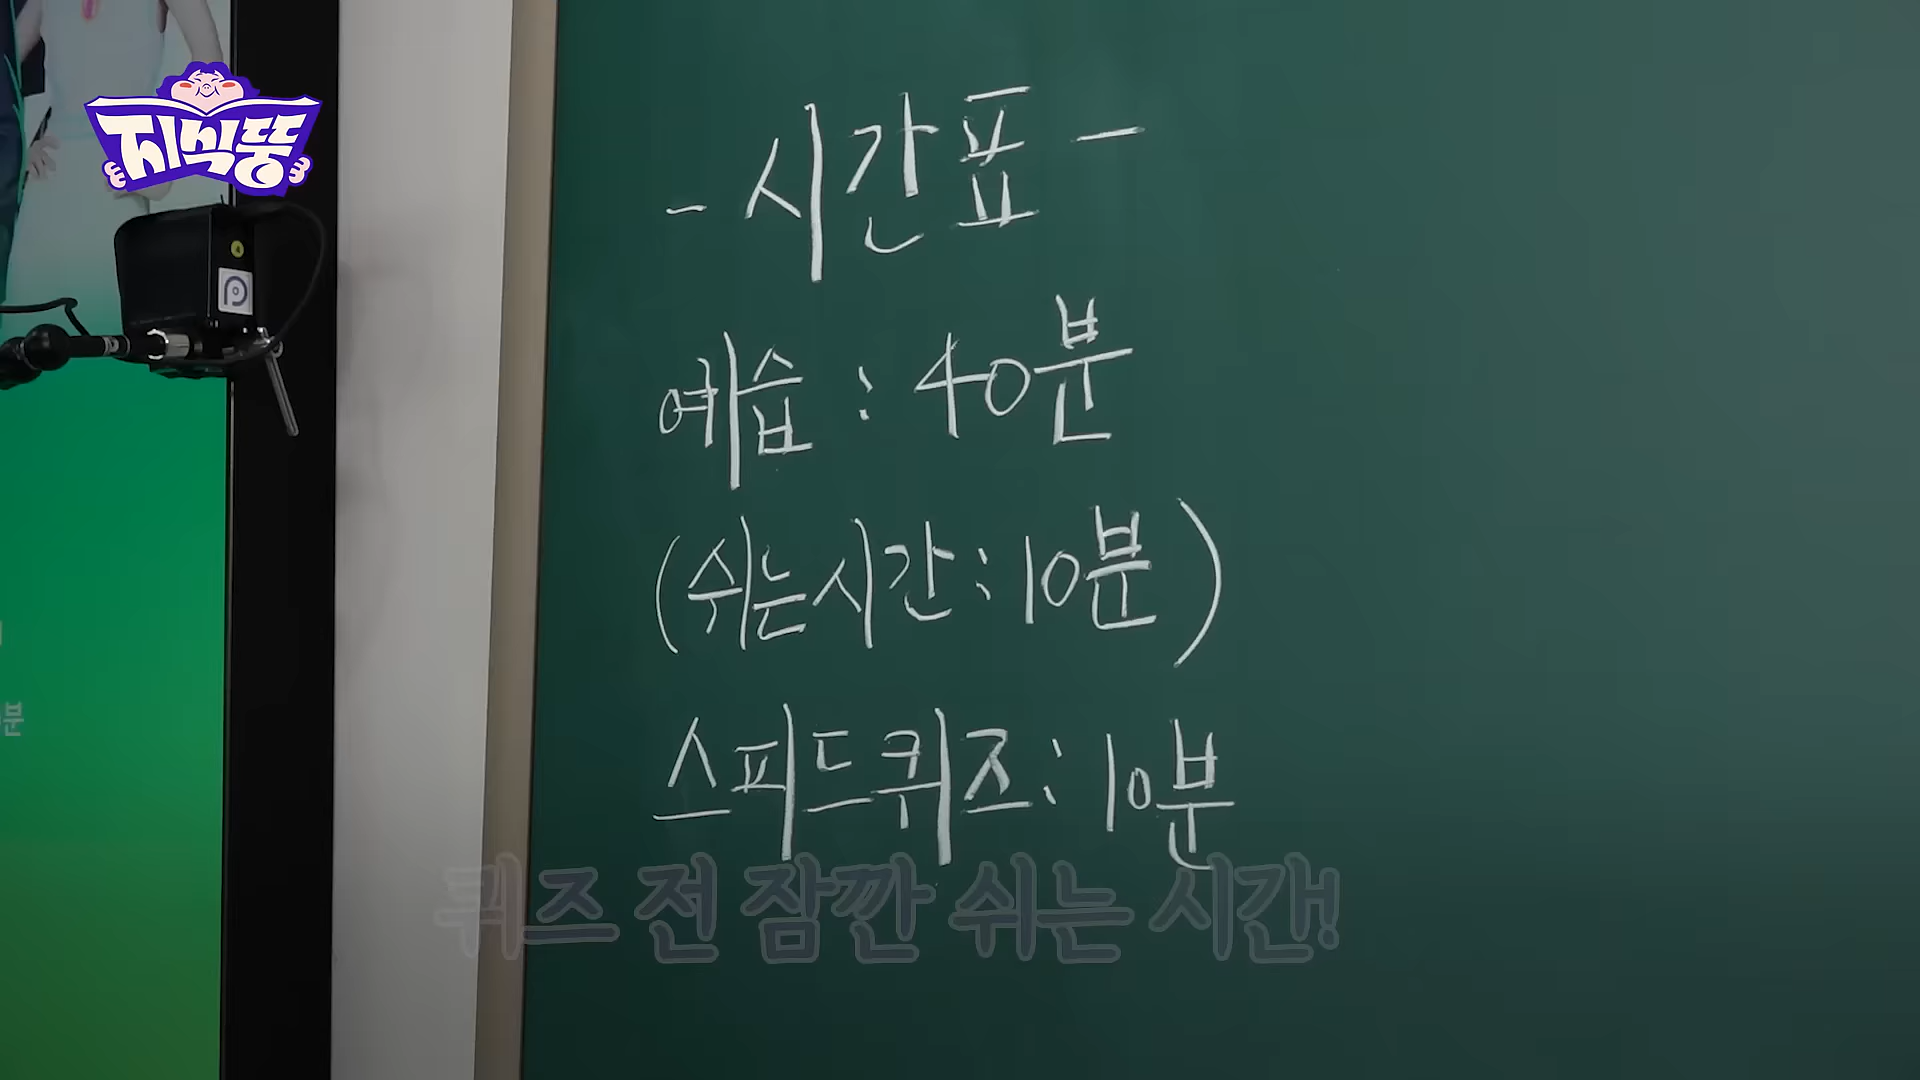 지식뚱
- 시간표 -
예습 : 40분
(쉬는시간 : 10분)
스피드퀴즈 : 10분
퀴즈 전 잠깐 쉬는 시간!
분